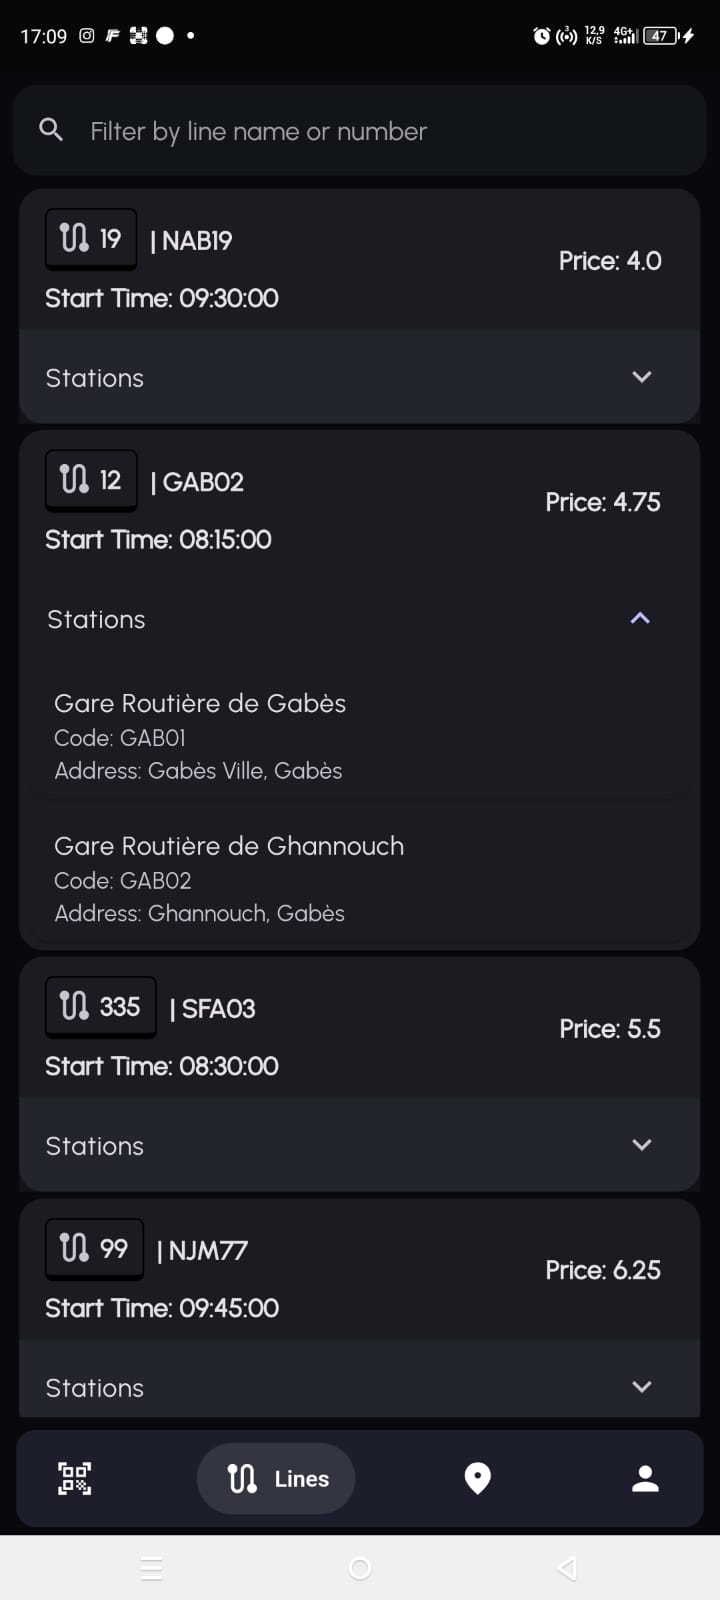 17:09
12,9
K/S
4G+
47
Filter by line name or number
19 | NAB19
Price: 4.0
Start Time: 09:30:00
Stations
12 | GAB02
Price: 4.75
Start Time: 08:15:00
Stations
Gare Routière de Gabès
Code: GAB01
Address: Gabès Ville, Gabès
Gare Routière de Ghannouch
Code: GAB02
Address: Ghannouch, Gabès
335 | SFA03
Price: 5.5
Start Time: 08:30:00
Stations
99 | NJM77
Price: 6.25
Start Time: 09:45:00
Stations
Lines